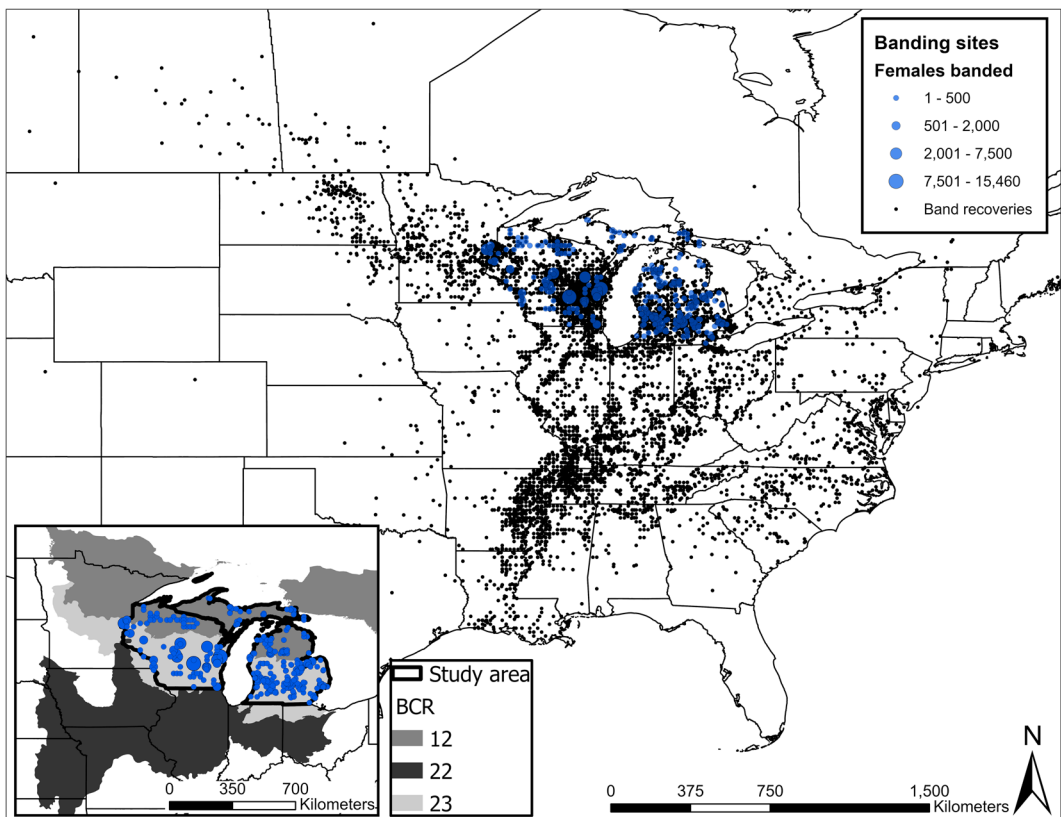 Banding sites
Females banded
1 - 500
501 - 2,000
2,001 - 7,500
7,501 - 15,460
Band recoveries
Study area
BCR
12
22
23
0 350 700
Kilometers
N
0 375 750 1,500
Kilometers